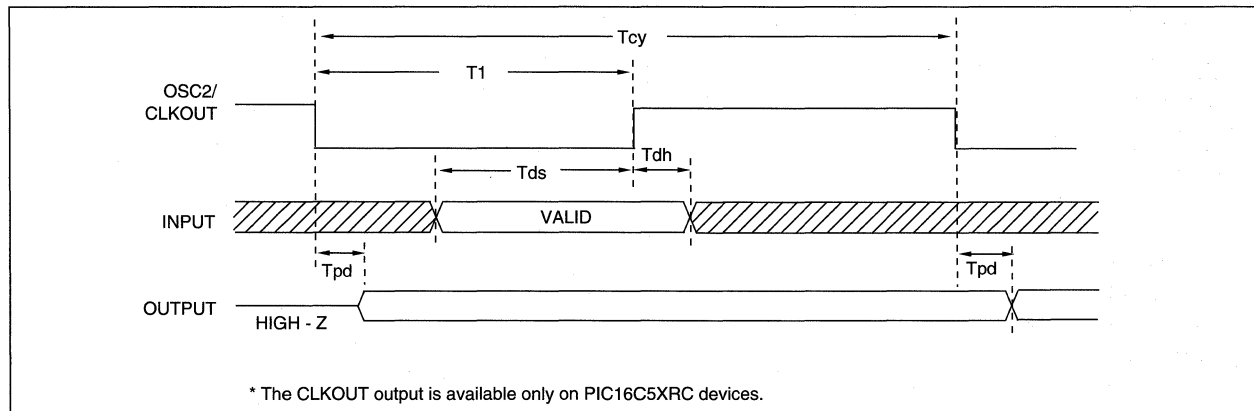 Tcy
T1
OSC2/
CLKOUT
Tdh
Tds
INPUT
VALID
Tpd
Tpd
OUTPUT
HIGH - Z
* The CLKOUT output is available only on PIC16C5XRC devices.